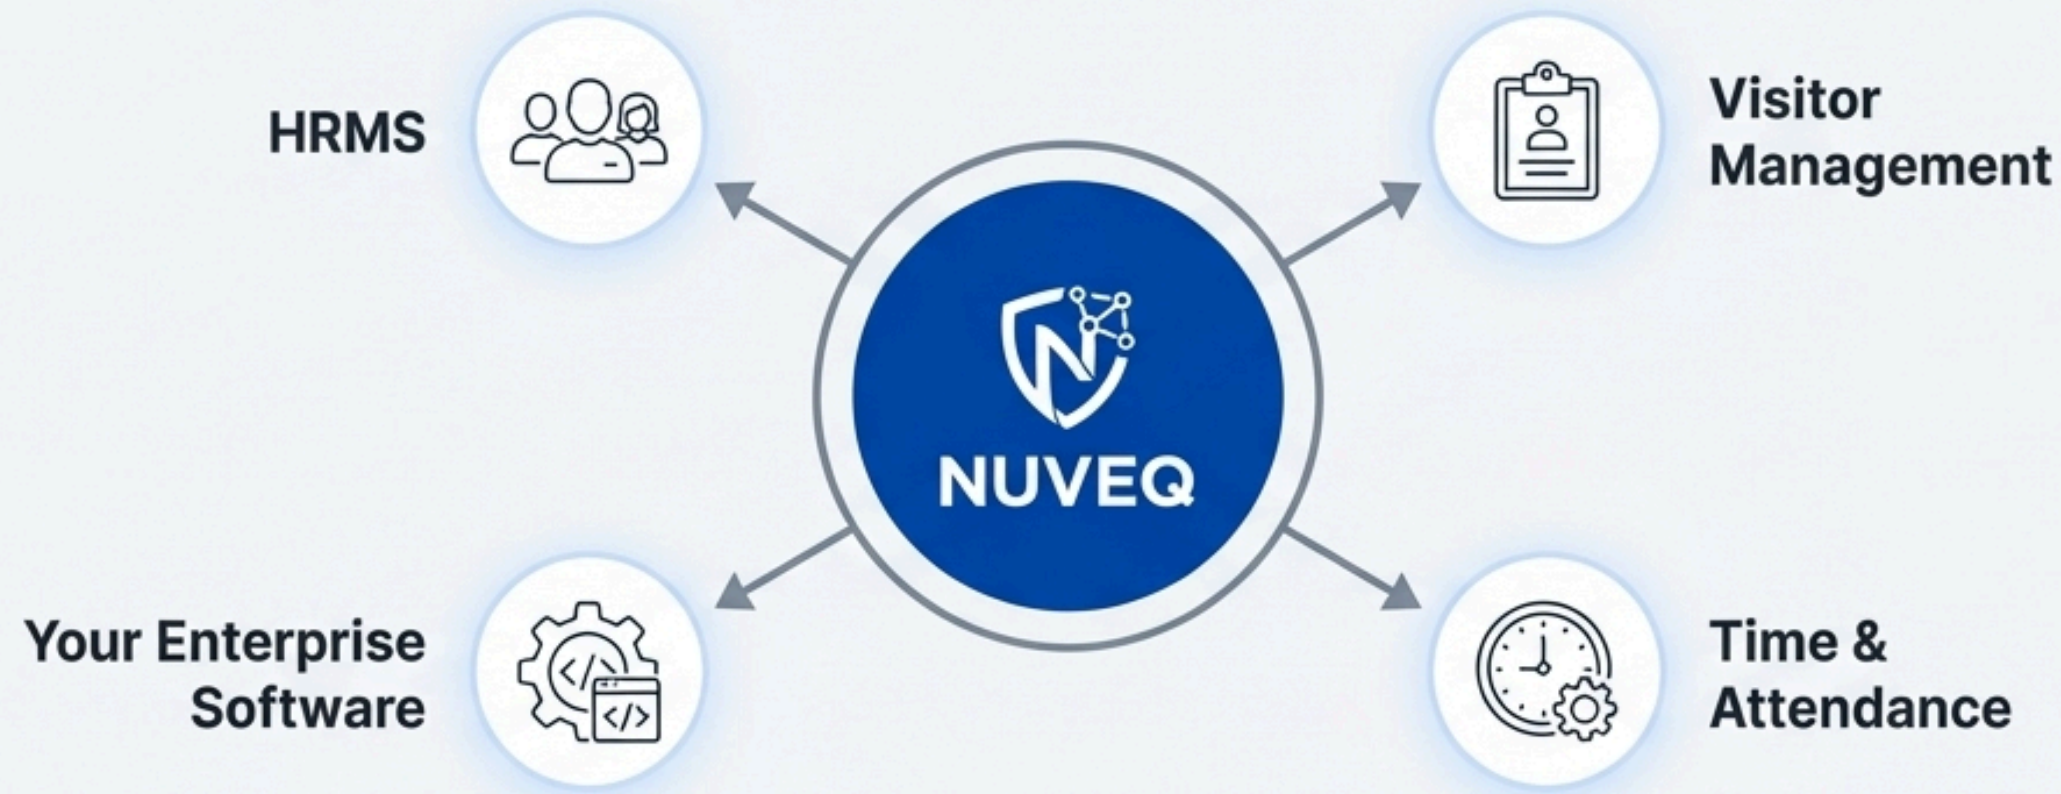 HRMS
Visitor
Management
NUVEQ
Your Enterprise
Software
Time &
Attendance